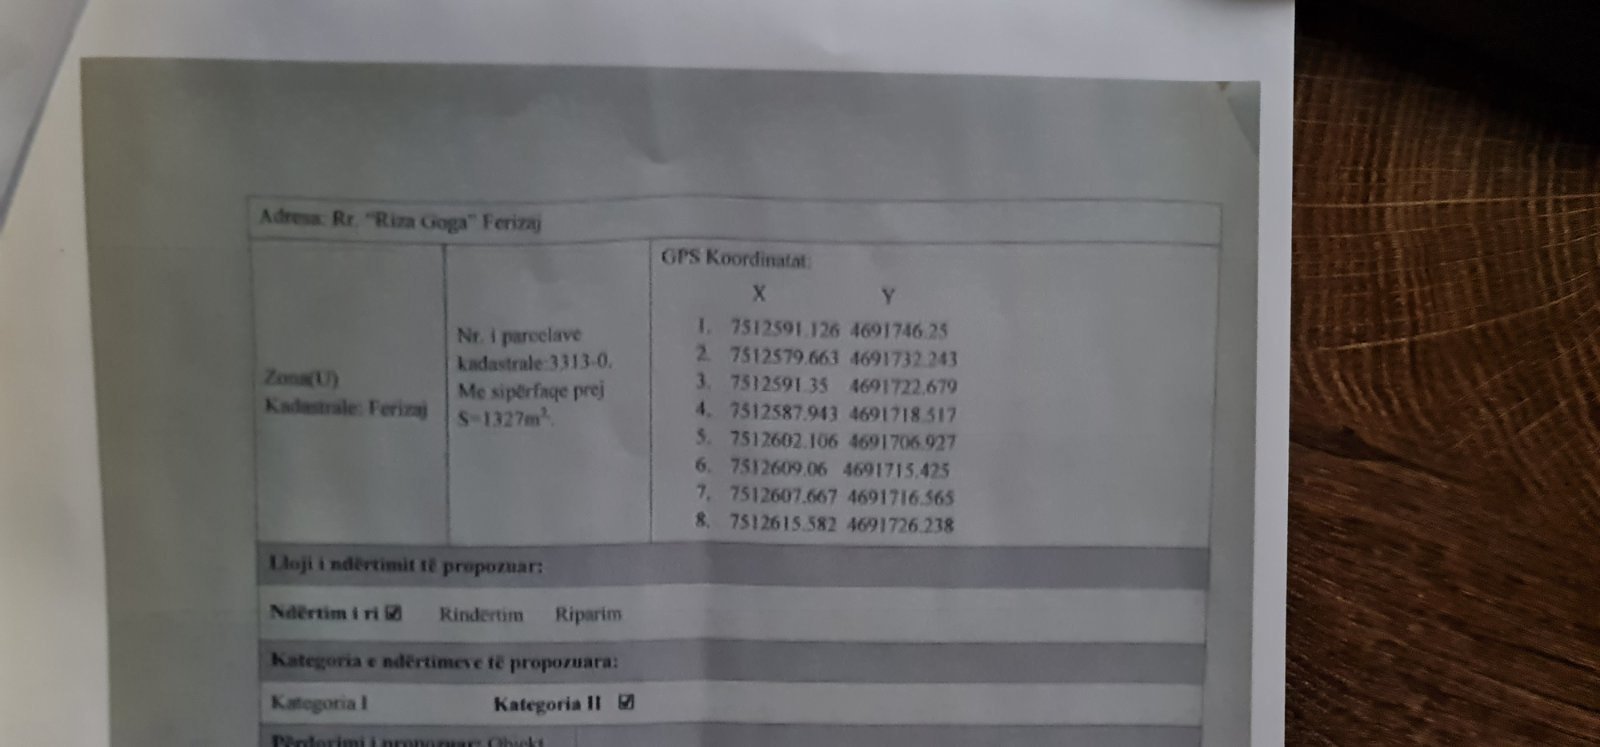 Adresa: Rr. "Riza Goga" Ferizaj
Zona(U)
Kadastrale: Ferizaj
Nr. i parcelave
kadastrale:3313-0.
Me sipërfaqe prej
S=1327m².
GPS Koordinatat:
X Y
1. 7512591.126 4691746.25
2. 7512579.663 4691732.243
3. 7512591.35 4691722.679
4. 7512587.943 4691718.517
5. 7512602.106 4691706.927
6. 7512609.06 4691715.425
7. 7512607.667 4691716.565
8. 7512615.582 4691726.238
Lloji i ndërtimit të propozuar:
Ndërtim i ri ☑ Rindërtim Riparim
Kategoria e ndërtimeve të propozuara:
Kategoria I Kategoria II ☑
Përdorimi i propozuar: Objekt